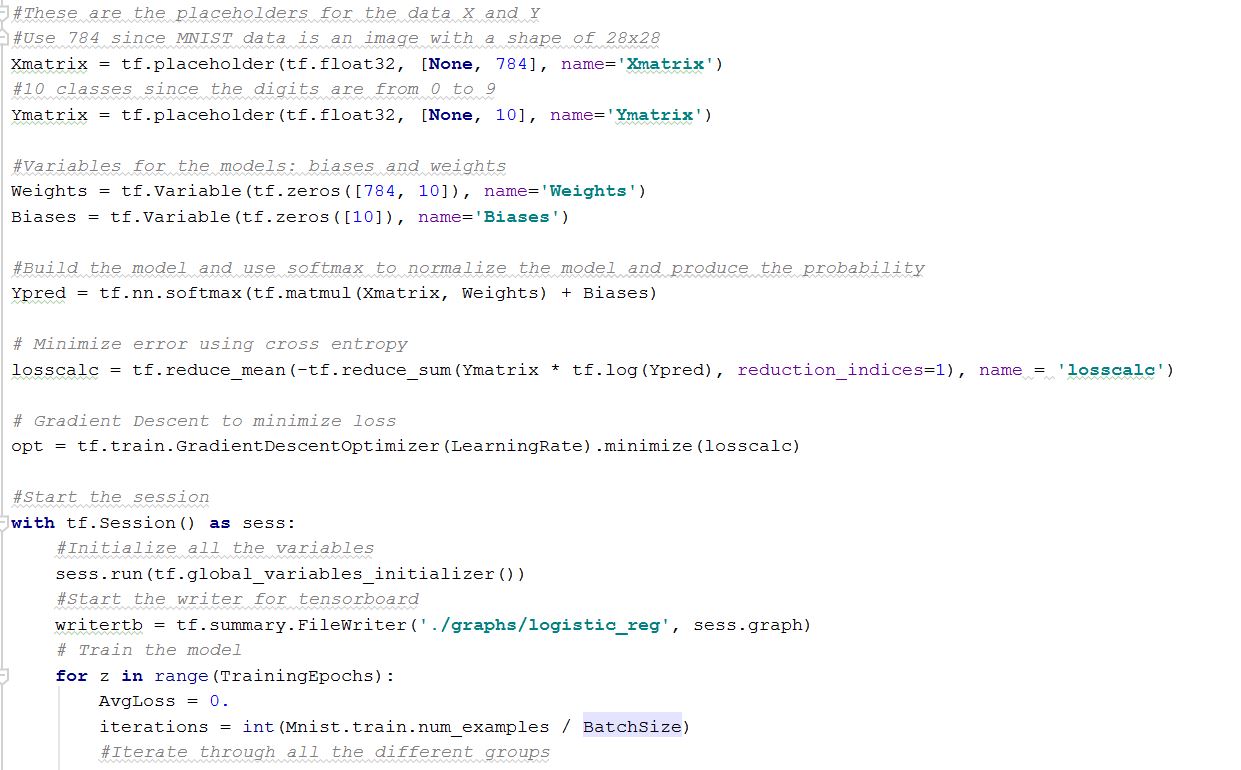 #These are the placeholders for the data X and Y
#Use 784 since MNIST data is an image with a shape of 28x28
Xmatrix = tf.placeholder(tf.float32, [None, 784], name='Xmatrix')
#10 classes since the digits are from 0 to 9
Ymatrix = tf.placeholder(tf.float32, [None, 10], name='Ymatrix')
#Variables for the models: biases and weights
Weights = tf.Variable(tf.zeros([784, 10]), name='Weights')
Biases = tf.Variable(tf.zeros([10]), name='Biases')
#Build the model and use softmax to normalize the model and produce the probability
Ypred = tf.nn.softmax(tf.matmul(Xmatrix, Weights) + Biases)
# Minimize error using cross entropy
losscalc = tf.reduce_mean(-tf.reduce_sum(Ymatrix * tf.log(Ypred), reduction_indices=1), name = 'losscalc')
# Gradient Descent to minimize loss
opt = tf.train.GradientDescentOptimizer(LearningRate).minimize(losscalc)
#Start the session
with tf.Session() as sess:
    #Initialize all the variables
    sess.run(tf.global_variables_initializer())
    #Start the writer for tensorboard
    writertb = tf.summary.FileWriter('./graphs/logistic_reg', sess.graph)
    # Train the model
    for z in range(TrainingEpochs):
        AvgLoss = 0.
        iterations = int(Mnist.train.num_examples / BatchSize)
        #Iterate through all the different groups